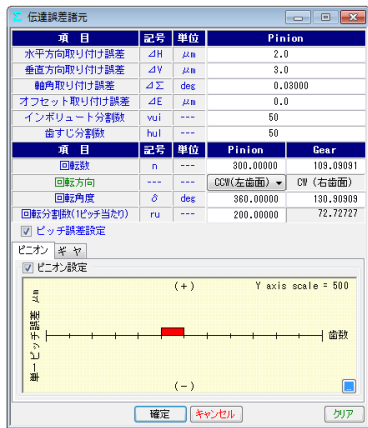 伝達誤差諸元
項 目 記号 単位 Pinion
水平方向取り付け誤差 ⊿H μm 2.0
垂直方向取り付け誤差 ⊿V μm 3.0
軸角取り付け誤差 ⊿Σ deg 0.03000
オフセット取り付け誤差 ⊿E μm 0.0
インボリュート分割数 vui --- 50
歯すじ分割数 hul --- 50
項 目 記号 単位 Pinion Gear
回転数 n --- 300.00000 109.09091
回転方向 --- --- CCW(左歯面) CW (右歯面)
回転角度 δ deg 360.00000 130.90909
回転分割数(1ピッチ当たり) ru --- 200.00000 72.72727
ピッチ誤差設定
ピニオン ギ ヤ
ピニオン設定
(+) Y axis scale = 500
単一ピッチ誤差 μm
歯数
(-)
確定 キャンセル クリア